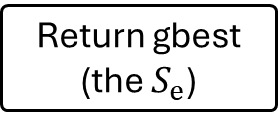 Return gbest
(the Sₑ)